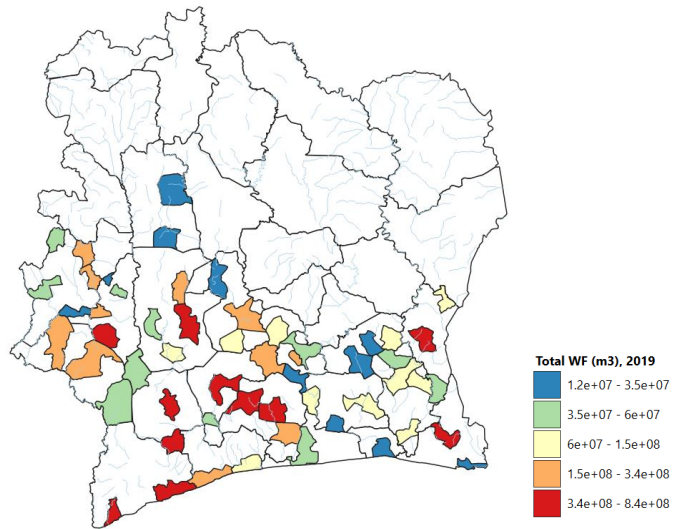 Total WF (m3), 2019
1.2e+07 - 3.5e+07
3.5e+07 - 6e+07
6e+07 - 1.5e+08
1.5e+08 - 3.4e+08
3.4e+08 - 8.4e+08